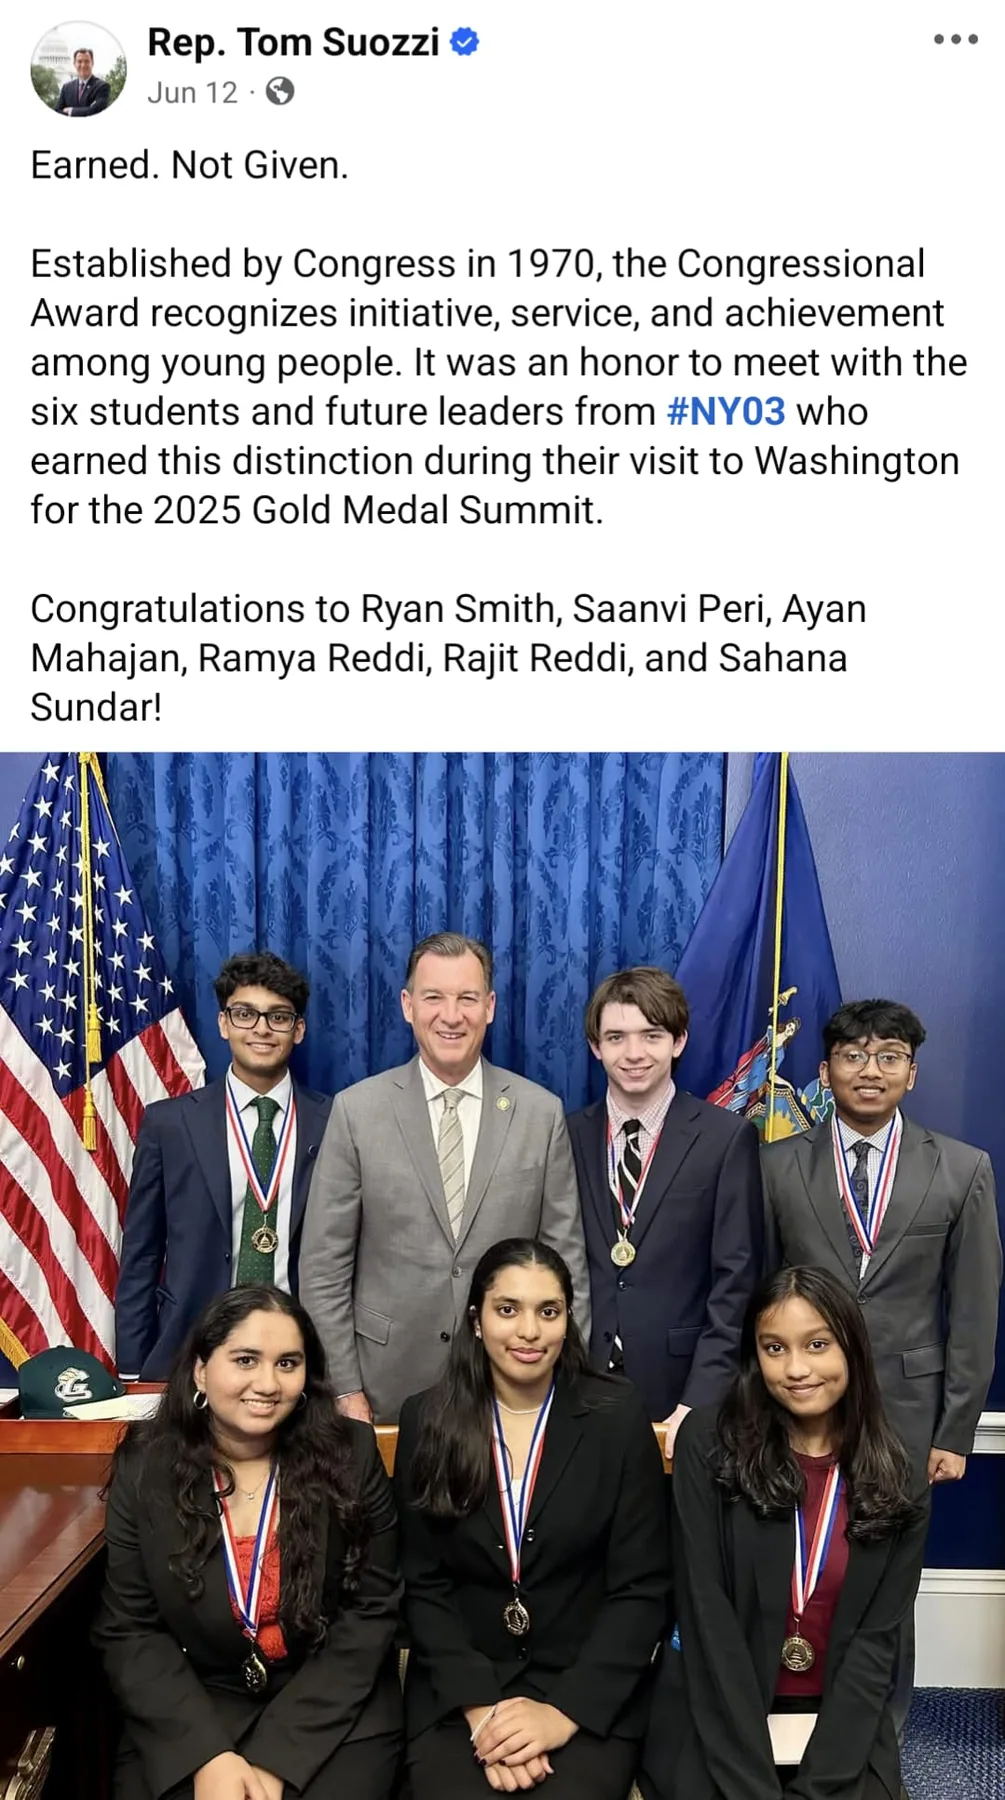 Rep. Tom Suozzi
Jun 12 ·
Earned. Not Given.
Established by Congress in 1970, the Congressional
Award recognizes initiative, service, and achievement
among young people. It was an honor to meet with the
six students and future leaders from #NY03 who
earned this distinction during their visit to Washington
for the 2025 Gold Medal Summit.
Congratulations to Ryan Smith, Saanvi Peri, Ayan
Mahajan, Ramya Reddi, Rajit Reddi, and Sahana
Sundar!